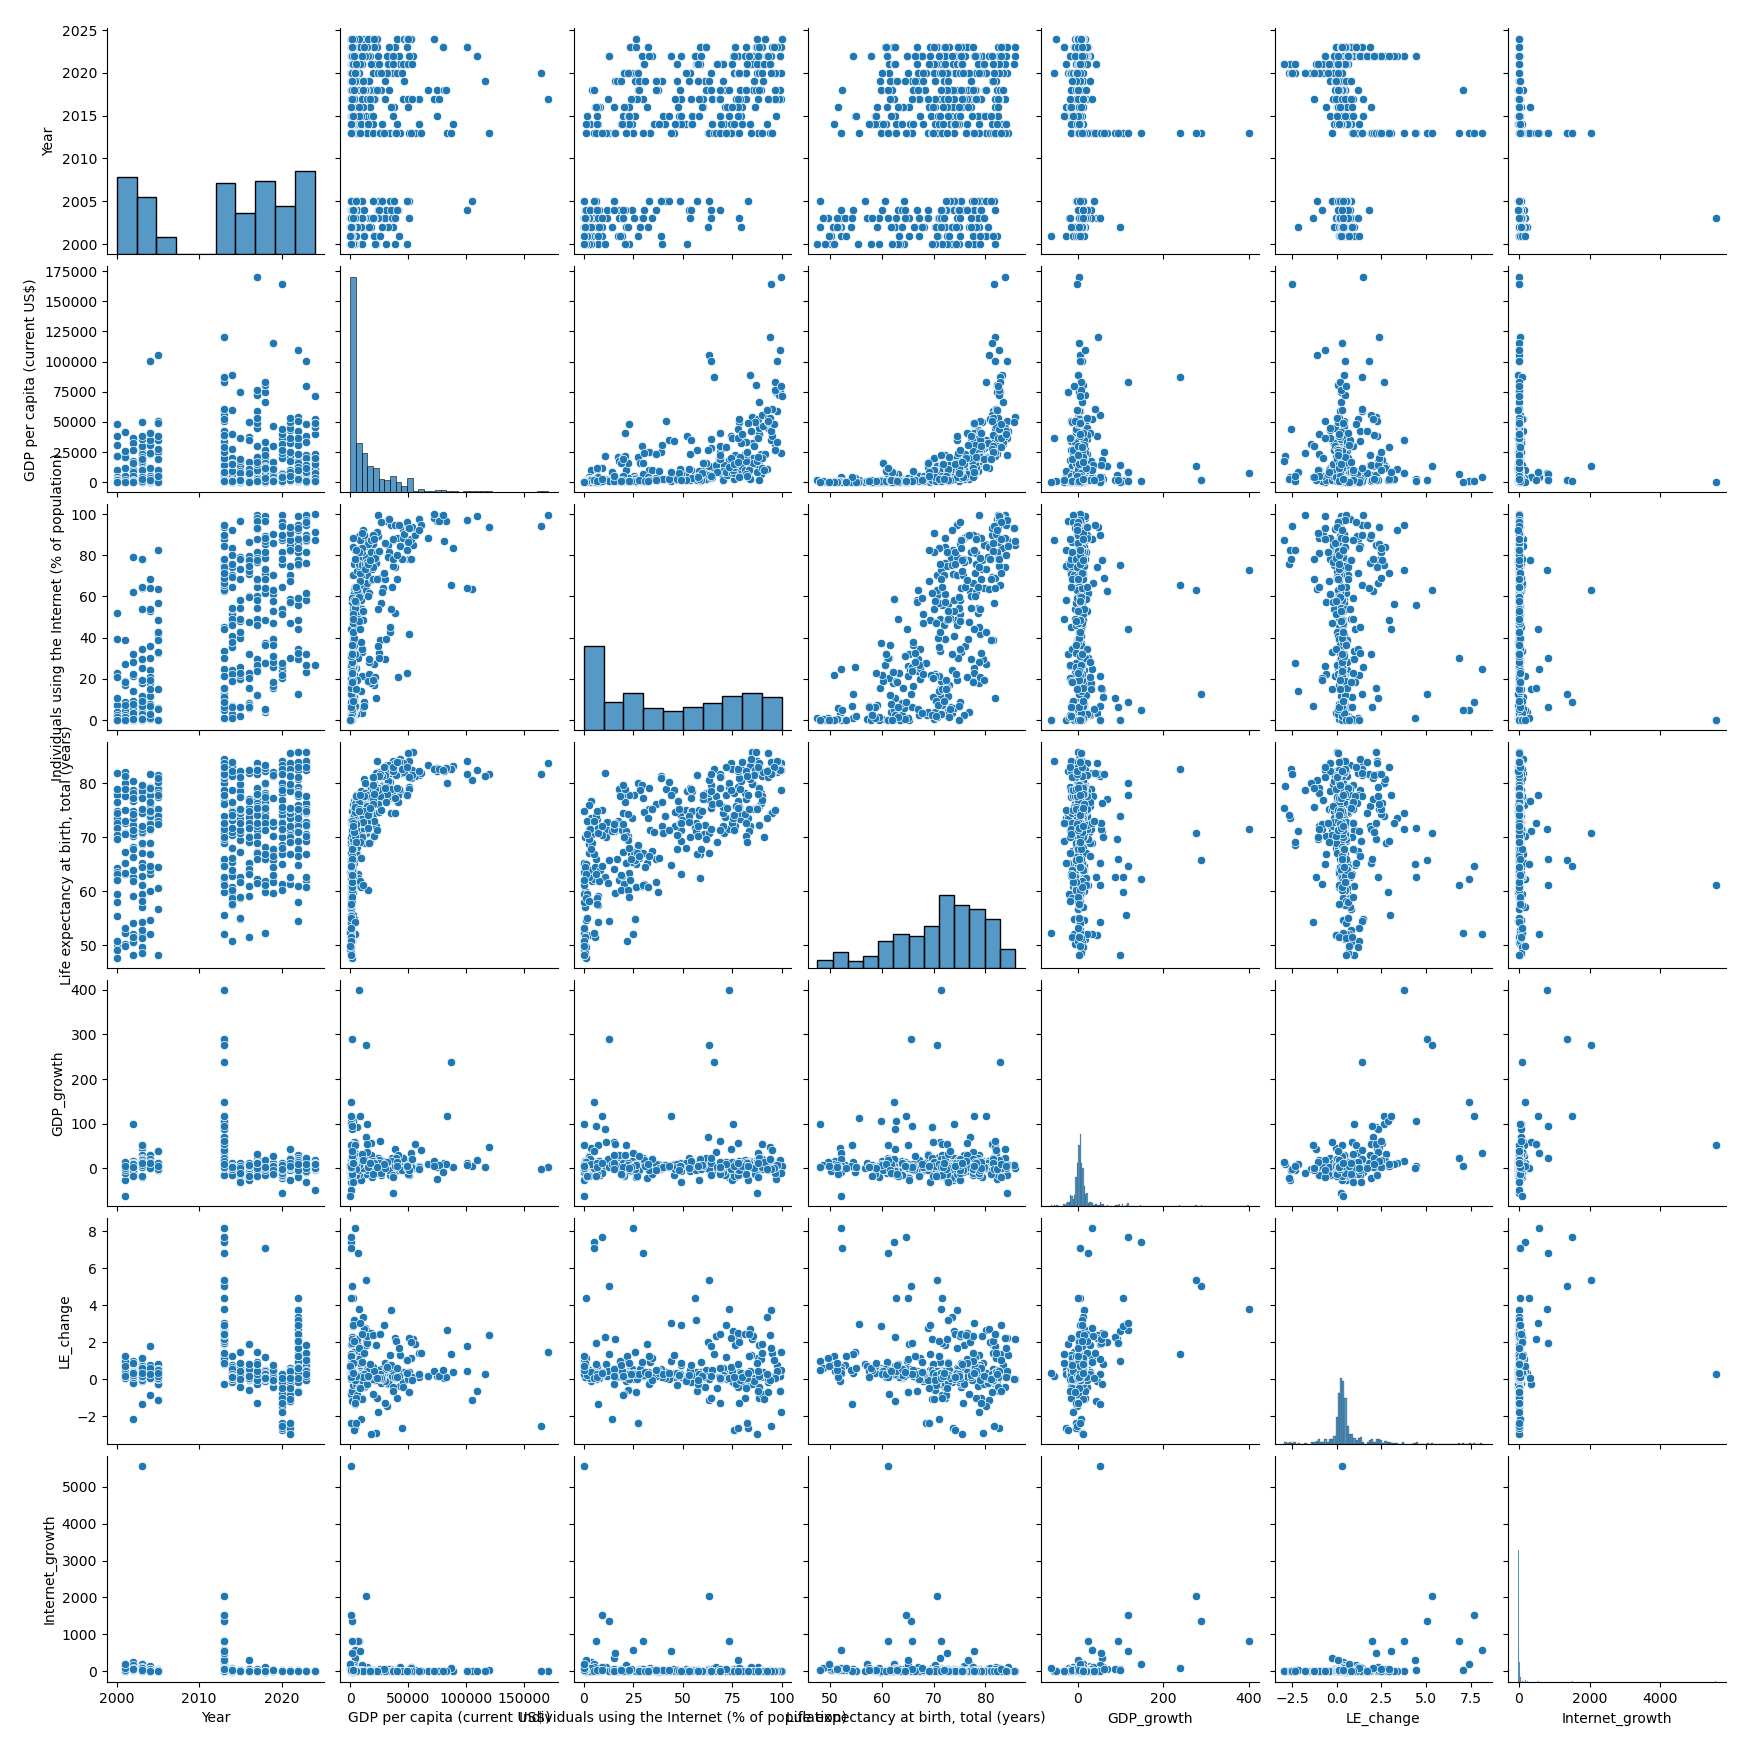 2025
2020
2015
2010
2005
2000
Year
175000
150000
125000
100000
75000
50000
25000
0
GDP per capita (current US$)
100
80
60
40
20
0
Individuals using the Internet (% of population)
80
70
60
50
Life expectancy at birth, total (years)
400
300
200
100
0
GDP_growth
8
6
4
2
0
−2
LE_change
5000
4000
3000
2000
1000
0
Internet_growth
2000 2010 2020
0 50000 100000 150000
0 25 50 75 100
50 60 70 80
0 200 400
−2.5 0.0 2.5 5.0 7.5
0 2000 4000
Year
GDP per capita (current US$)
Individuals using the Internet (% of population)
Life expectancy at birth, total (years)
GDP_growth
LE_change
Internet_growth